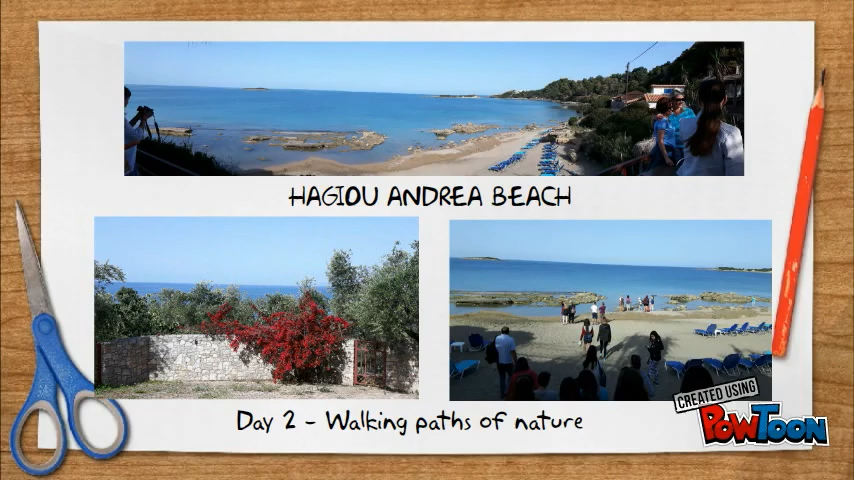 HAGIOU ANDREA BEACH
Day 2 - Walking paths of nature
CREATED USING
POWTOON